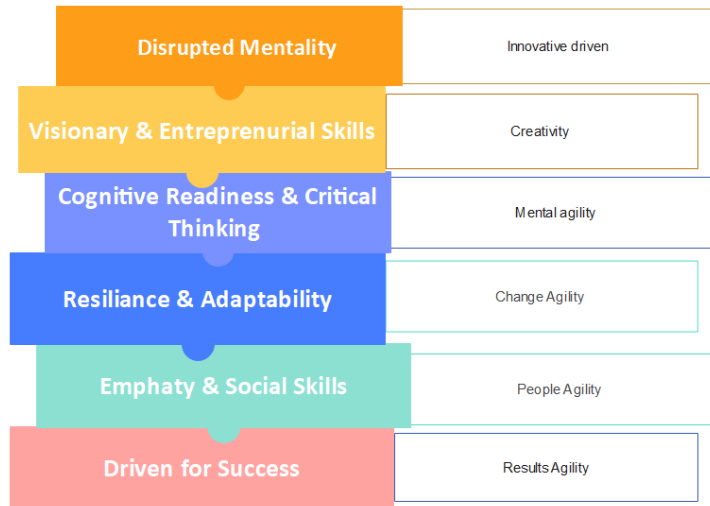 Disrupted Mentality
Innovative driven
Visionary & Entreprenurial Skills
Creativity
Cognitive Readiness & Critical
Thinking
Mental agility
Resiliance & Adaptability
Change Agility
Emphaty & Social Skills
People Agility
Driven for Success
Results Agility